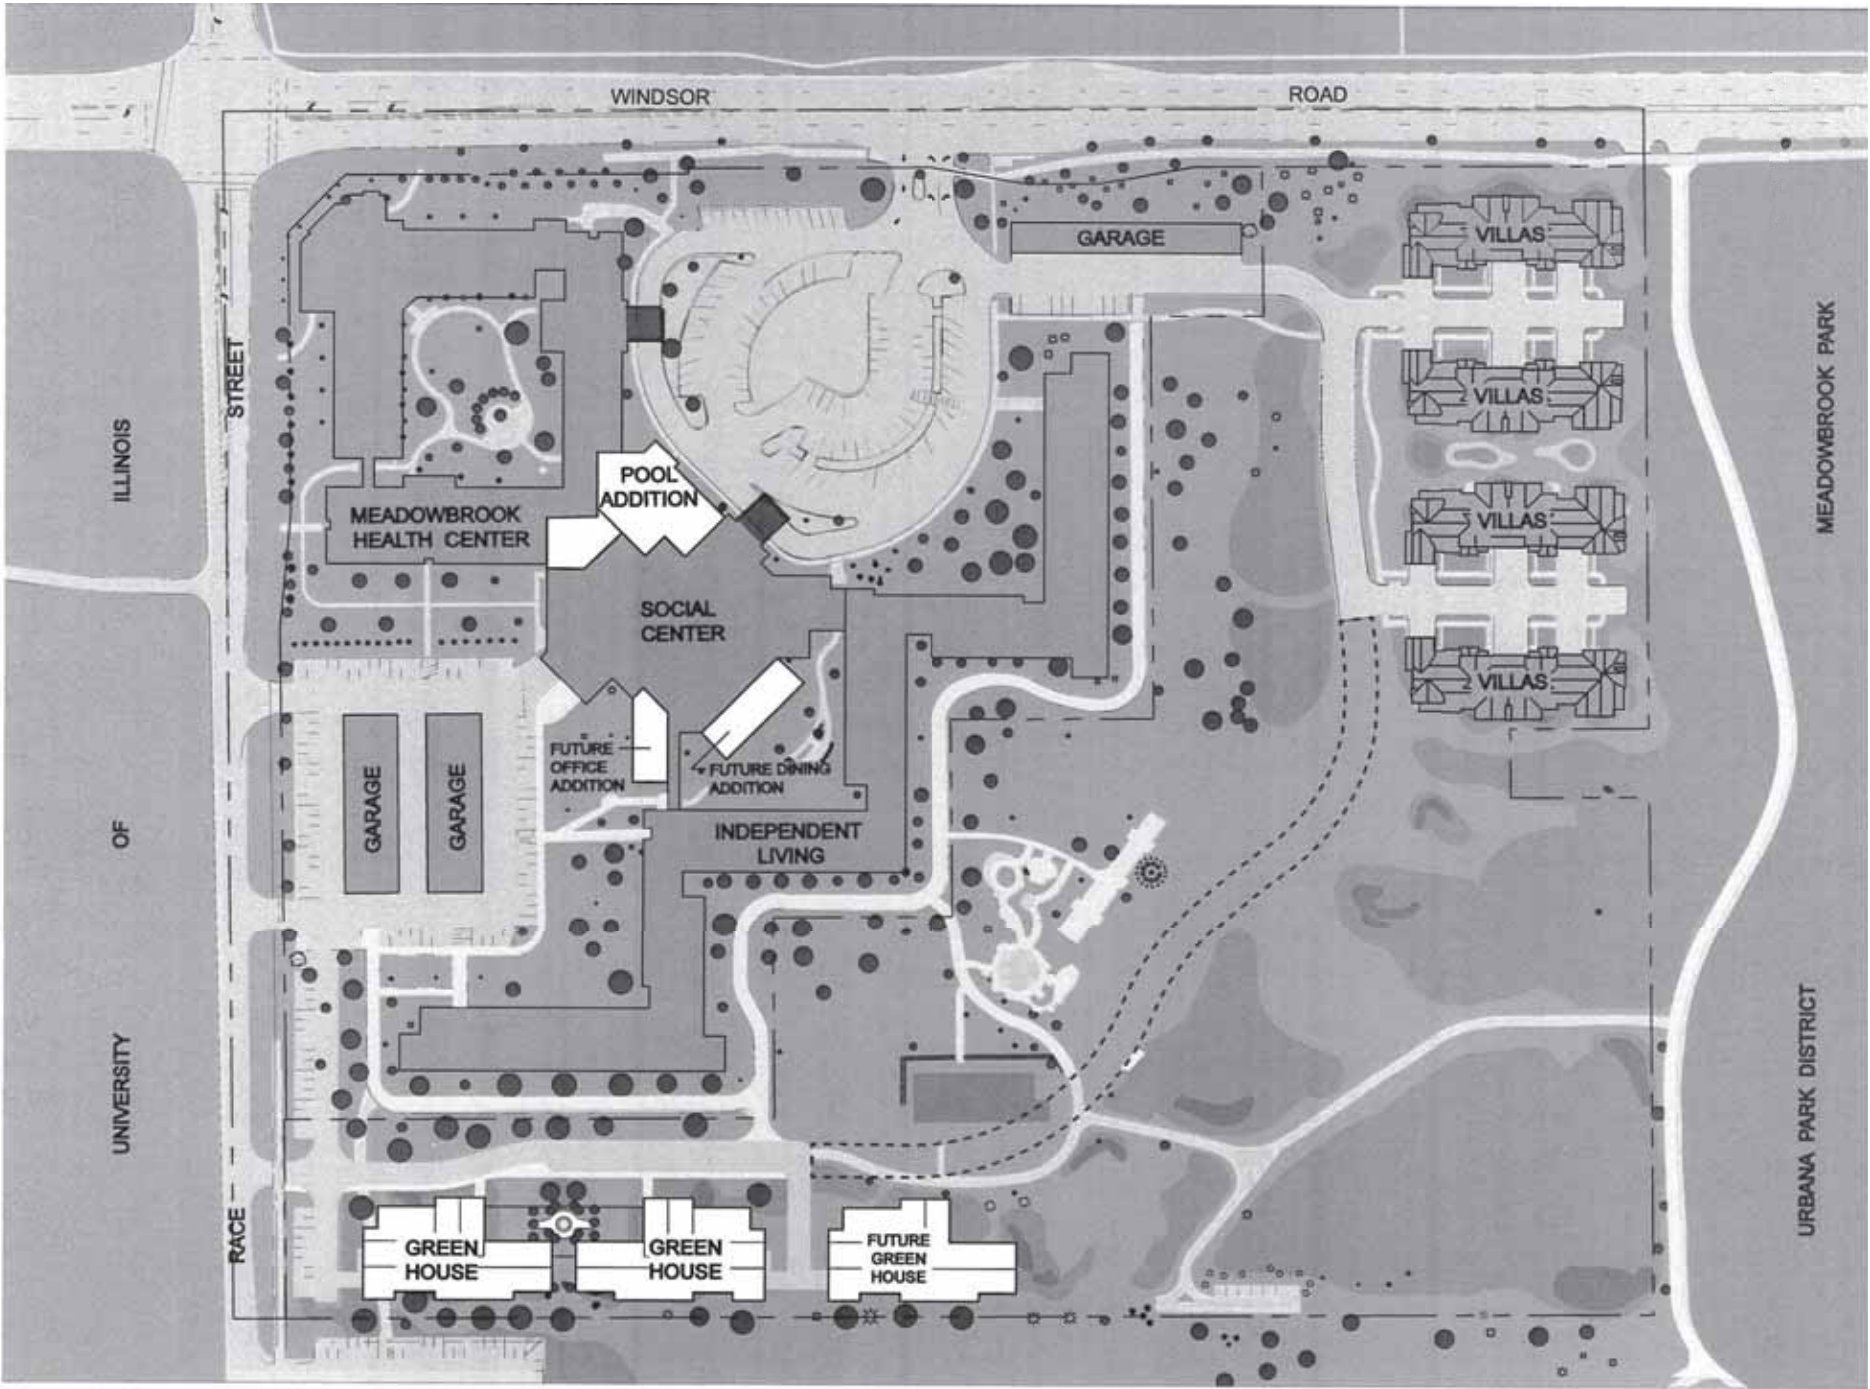 WINDSOR ROAD
GARAGE
VILLAS
STREET
MEADOWBROOK PARK
VILLAS
ILLINOIS
POOL
ADDITION
MEADOWBROOK
HEALTH CENTER
VILLAS
SOCIAL
CENTER
VILLAS
FUTURE
OFFICE
ADDITION
FUTURE DINING
ADDITION
GARAGE
GARAGE
OF
INDEPENDENT
LIVING
UNIVERSITY
URBANA PARK DISTRICT
RACE
GREEN
HOUSE
GREEN
HOUSE
FUTURE
GREEN
HOUSE